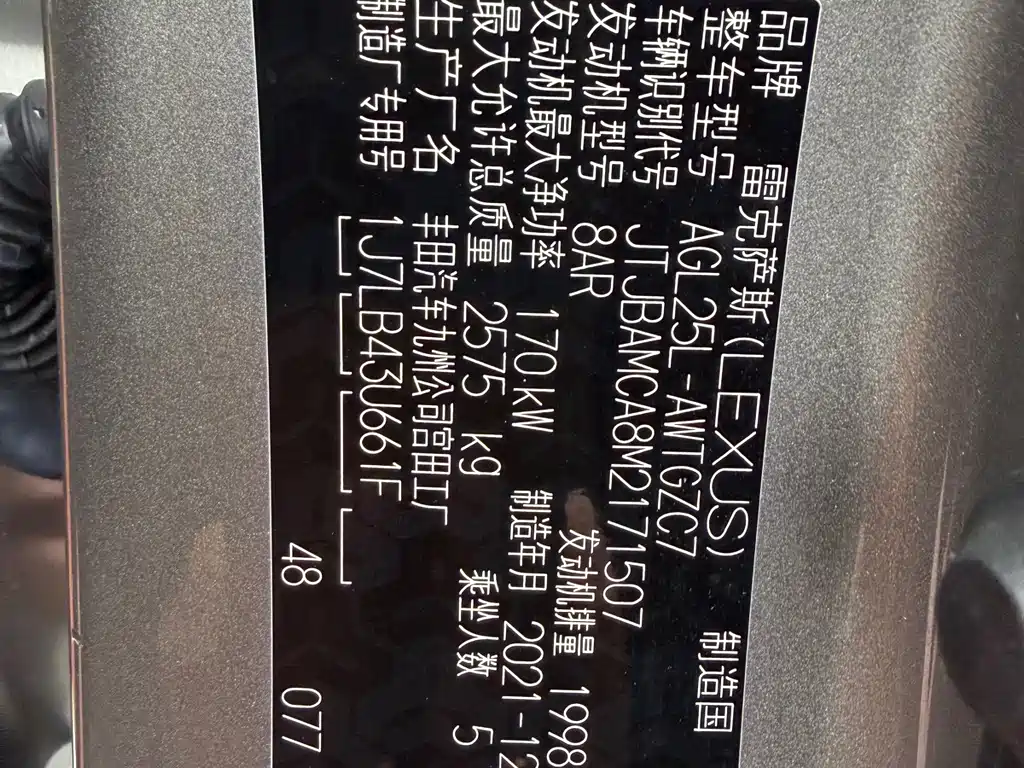 品牌 雷克萨斯(LEXUS) 制造国
整车型号 AGL25L-AWTGZC7
车辆识别代号 JTJBAMCA8M2171507
发动机型号 8AR 发动机排量 1998
发动机最大净功率 170kW 制造年月 2021-12
最大允许总质量 2575 kg 乘坐人数 5
生产厂名 丰田汽车九州公司宫田工厂
制造厂专用号 1J7LB43U661F
48 077